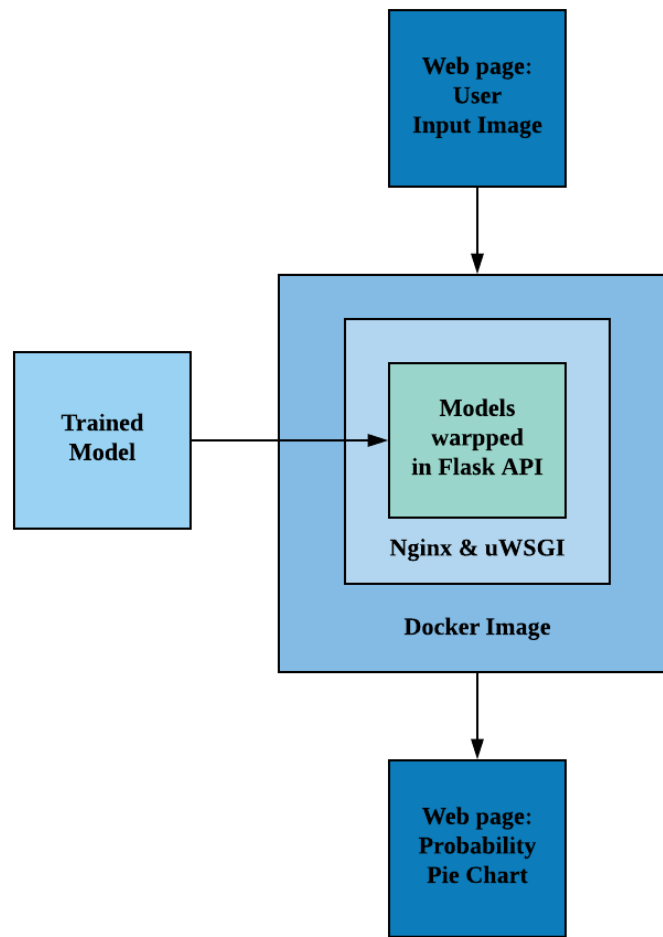 Web page:
User
Input Image
Trained
Model
Models
warpped
in Flask API
Nginx & uWSGI
Docker Image
Web page:
Probability
Pie Chart